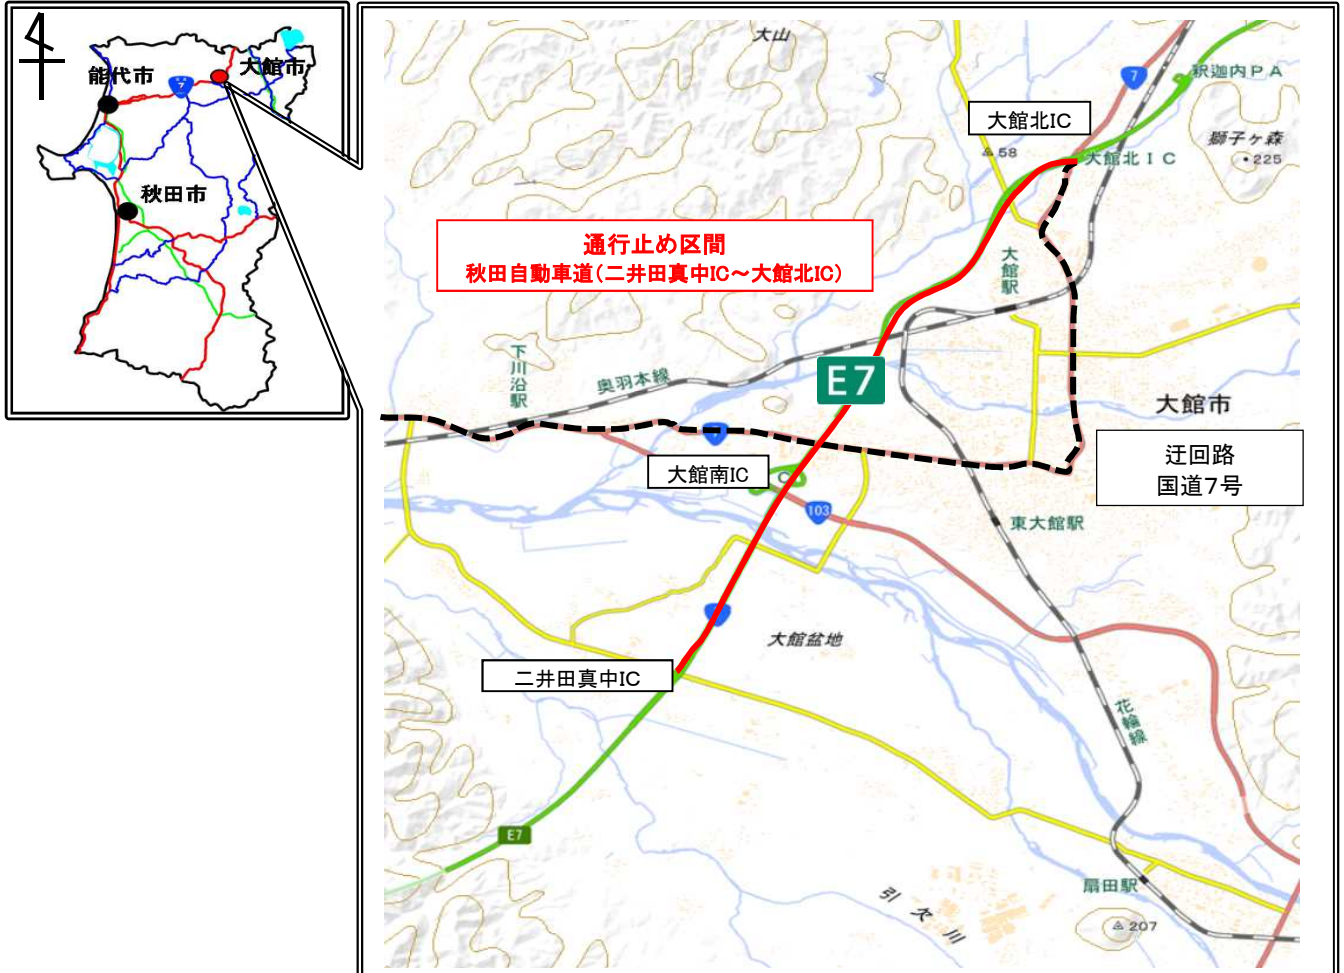 能代市
7
大館市
秋田市
大山
7
釈迦内PA
大館北IC
58
大館北IC
獅子ヶ森
225
通行止め区間
秋田自動車道(二井田真中IC～大館北IC)
大館駅
下川沿駅
奥羽本線
E7
大館市
7
迂回路
国道7号
大館南IC
C
103
東大館駅
大館盆地
二井田真中IC
花輪線
E7
扇田駅
引欠川
207